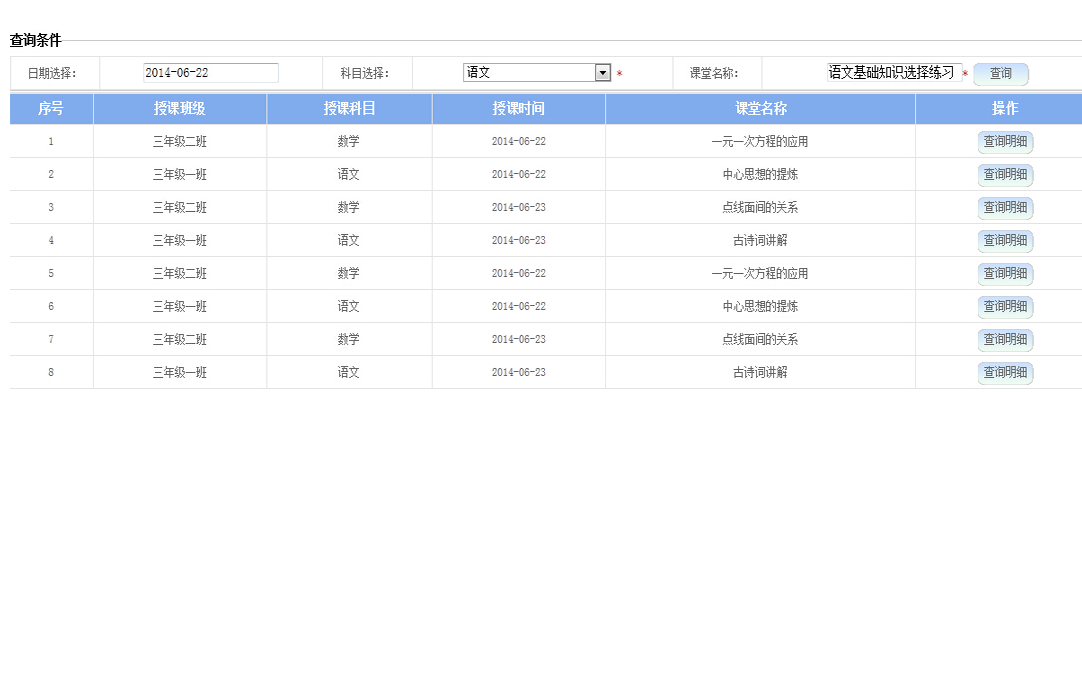 查询条件
日期选择: 2014-06-22 科目选择: 语文 * 课堂名称: 语文基础知识选择练习 * 查询
序号 授课班级 授课科目 授课时间 课堂名称 操作
1 三年级二班 数学 2014-06-22 一元一次方程的应用 查询明细
2 三年级一班 语文 2014-06-22 中心思想的提炼 查询明细
3 三年级二班 数学 2014-06-23 点线面间的关系 查询明细
4 三年级一班 语文 2014-06-23 古诗词讲解 查询明细
5 三年级二班 数学 2014-06-22 一元一次方程的应用 查询明细
6 三年级一班 语文 2014-06-22 中心思想的提炼 查询明细
7 三年级二班 数学 2014-06-23 点线面间的关系 查询明细
8 三年级一班 语文 2014-06-23 古诗词讲解 查询明细